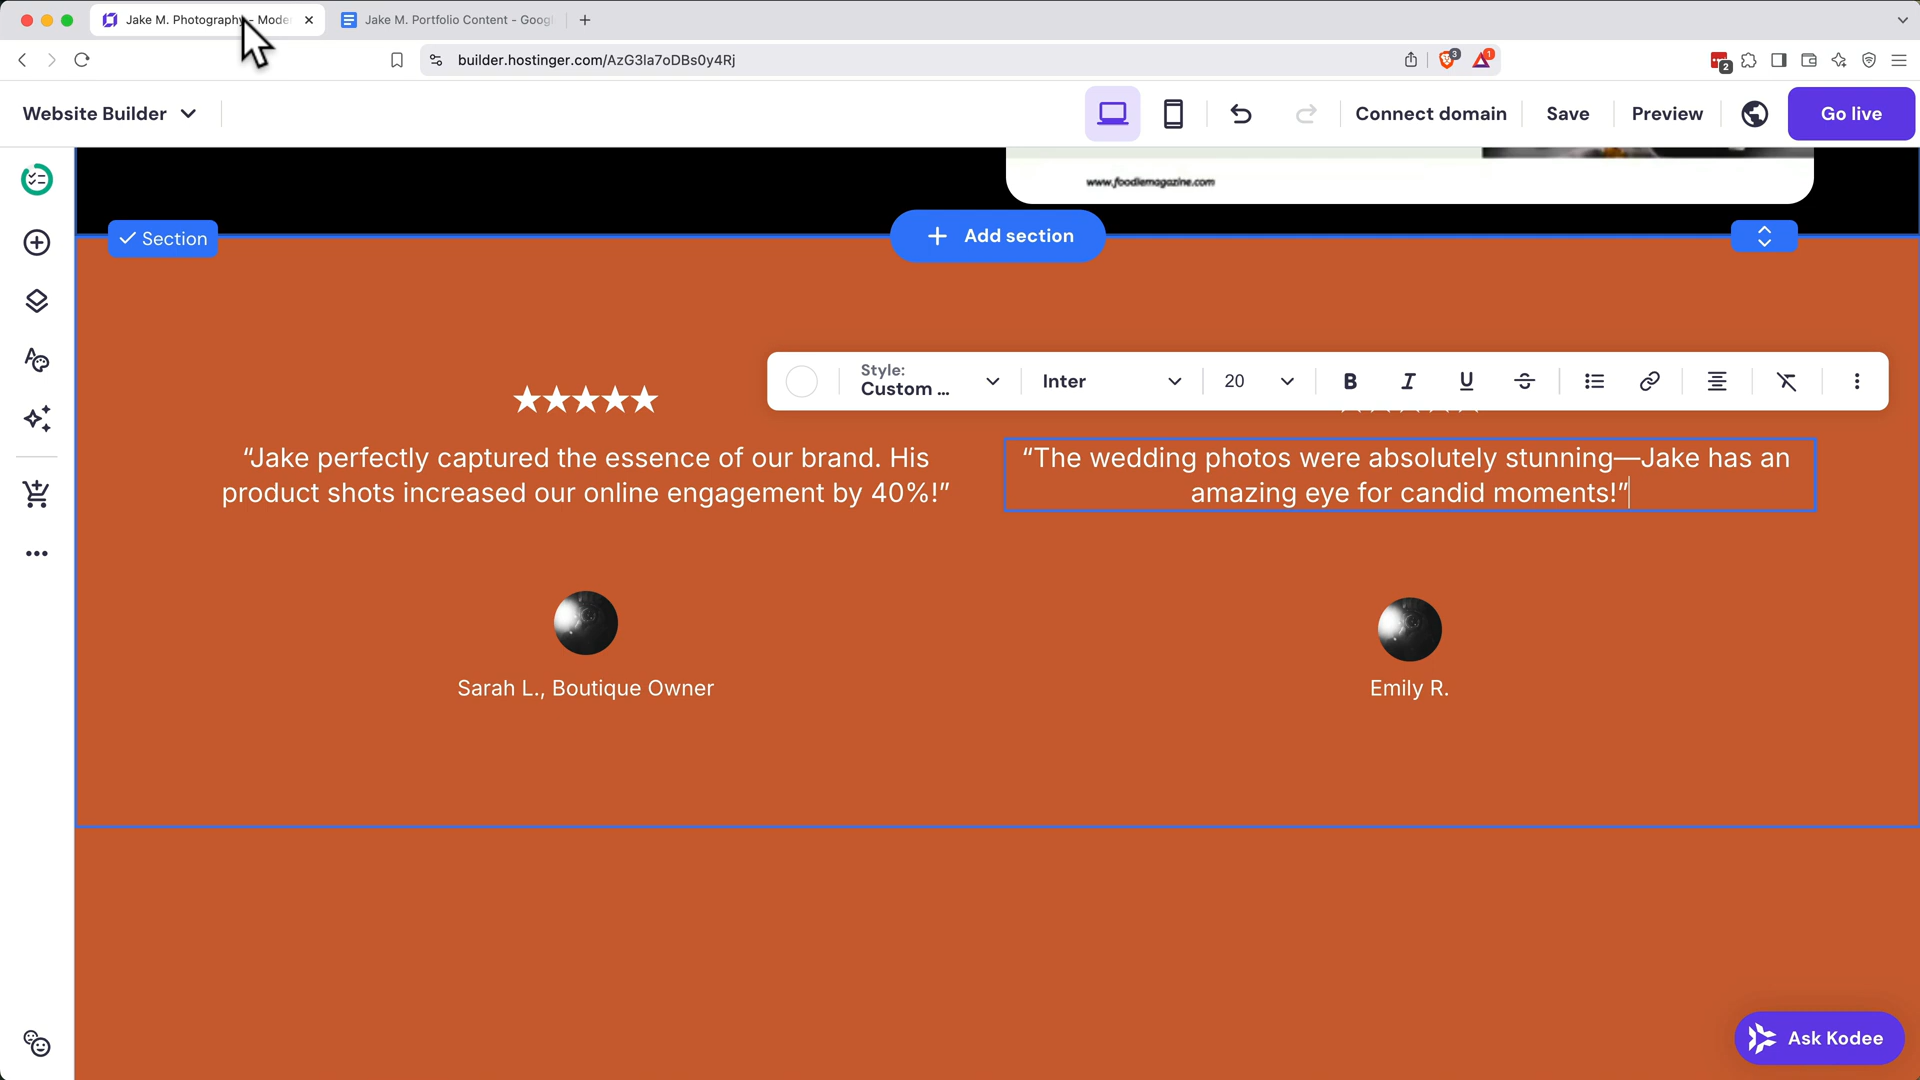 Jake M. Photography - Mode
Jake M. Portfolio Content - Goog
builder.hostinger.com/AzG3la7oDBs0y4Rj
3
1
2
Website Builder
Connect domain
Save
Preview
Go live
www.foodiemagazine.com
Section
Add section
Style:
Custom ...
Inter
20
B
I
U
S
★★★★★
“Jake perfectly captured the essence of our brand. His
product shots increased our online engagement by 40%!”
“The wedding photos were absolutely stunning—Jake has an
amazing eye for candid moments!”
Sarah L., Boutique Owner
Emily R.
Ask Kodee